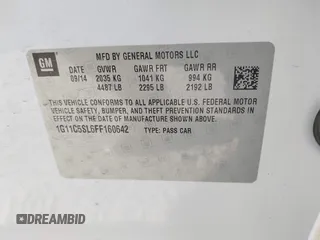 GM
MFD BY GENERAL MOTORS LLC
DATE GVWR GAWR FRT GAWR RR
09/14 2035 KG 1041 KG 994 KG
4487 LB 2295 LB 2192 LB
THIS VEHICLE CONFORMS TO ALL APPLICABLE U.S. FEDERAL MOTOR
VEHICLE SAFETY, BUMPER, AND THEFT PREVENTION STANDARDS IN
EFFECT ON THE DATE OF MANUFACTURE SHOWN ABOVE.
1G11C5SL6FF160642 TYPE: PASS CAR
DREAMBID